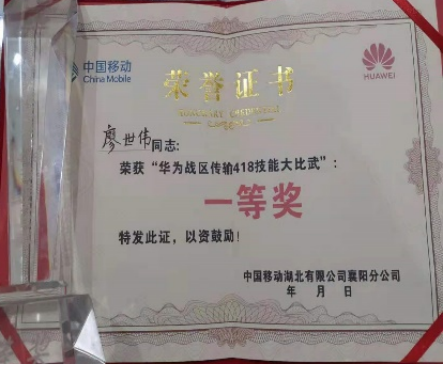 中国移动
China Mobile
HUAWEI
荣誉证书
廖世伟同志:
荣获“华为战区传输418技能大比武”:
一等奖
特发此证,以资鼓励!
中国移动湖北有限公司襄阳分公司
年 月 日